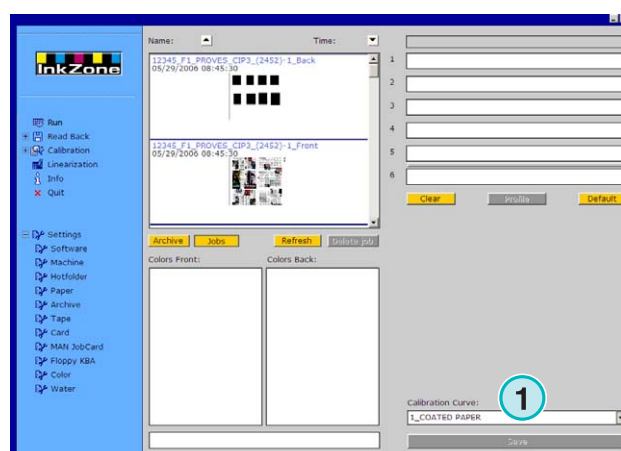 InkZone
Run
Read Back
Calibration
Linearization
Info
Quit
Settings
Software
Machine
Hotfolder
Paper
Archive
Tape
Card
MAN JobCard
Floppy KBA
Color
Water
Name:
Time:
12345_F1_PROVES_CIP3_(2452)-1_Back
05/29/2006 08:45:30
12345_F1_PROVES_CIP3_(2452)-1_Front
05/29/2006 08:45:30
Archive
Jobs
Refresh
Delete job
Colors Front:
Colors Back:
1
2
3
4
5
6
Clear
Profile
Default
Calibration Curve:
1
1_COATED PAPER
Save